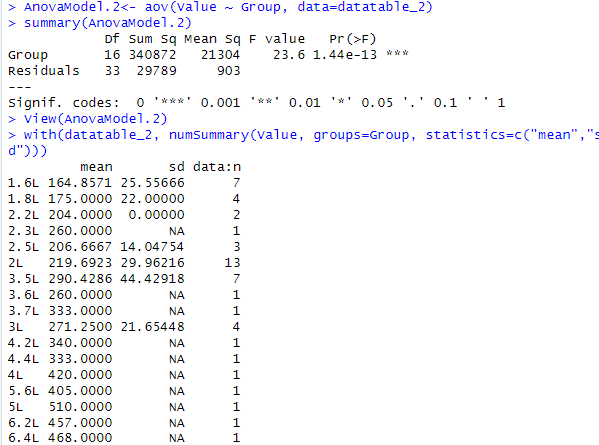 > AnovaModel.2<- aov(Value ~ Group, data=datatable_2)
> summary(AnovaModel.2)
            Df Sum Sq Mean Sq F value   Pr(>F)
Group       16 340872   21304    23.6 1.44e-13 ***
Residuals   33  29789     903
---
Signif. codes:  0 '***' 0.001 '**' 0.01 '*' 0.05 '.' 0.1 ' ' 1
> View(AnovaModel.2)
> with(datatable_2, numSummary(Value, groups=Group, statistics=c("mean","s
d")))
         mean       sd data:n
1.6L 164.8571 25.55666      7
1.8L 175.0000 22.00000      4
2.2L 204.0000  0.00000      2
2.3L 260.0000       NA      1
2.5L 206.6667 14.04754      3
2L   219.6923 29.96216     13
3.5L 290.4286 44.42918      7
3.6L 260.0000       NA      1
3.7L 333.0000       NA      1
3L   271.2500 21.65448      4
4.2L 340.0000       NA      1
4.4L 333.0000       NA      1
4L   420.0000       NA      1
5.6L 405.0000       NA      1
5L   510.0000       NA      1
6.2L 457.0000       NA      1
6.4L 468.0000       NA      1